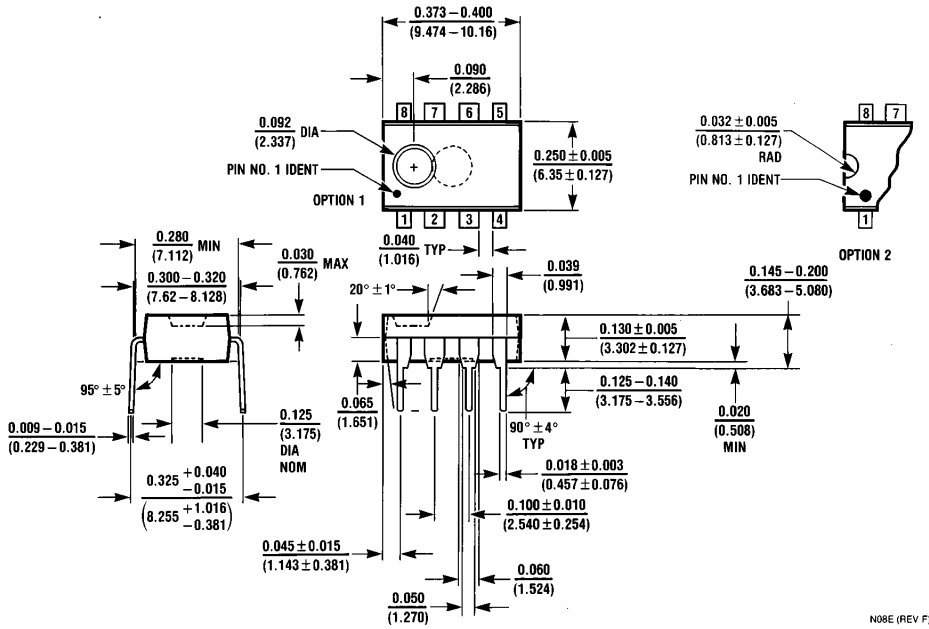 0.373–0.400
(9.474–10.16)
0.090
(2.286)
8 7 6 5
0.092 DIA
(2.337)
PIN NO. 1 IDENT
OPTION 1
1 2 3 4
0.250 ± 0.005
(6.35 ± 0.127)
8 7
0.032 ± 0.005
(0.813 ± 0.127)
RAD
PIN NO. 1 IDENT
1
OPTION 2
0.280 MIN
(7.112)
0.030 MAX
(0.762)
0.300–0.320
(7.62–8.128)
0.040 TYP
(1.016)
0.039
(0.991)
20° ± 1°
0.145–0.200
(3.683–5.080)
0.130 ± 0.005
(3.302 ± 0.127)
95° ± 5°
0.125–0.140
(3.175–3.556)
0.065
(1.651)
0.020
(0.508)
MIN
90° ± 4°
TYP
0.009–0.015
(0.229–0.381)
0.125
(3.175)
DIA
NOM
0.018 ± 0.003
(0.457 ± 0.076)
0.325 +0.040
−0.015
(8.255 +1.016
−0.381)
0.100 ± 0.010
(2.540 ± 0.254)
0.045 ± 0.015
(1.143 ± 0.381)
0.060
(1.524)
0.050
(1.270)
N08E (REV F)